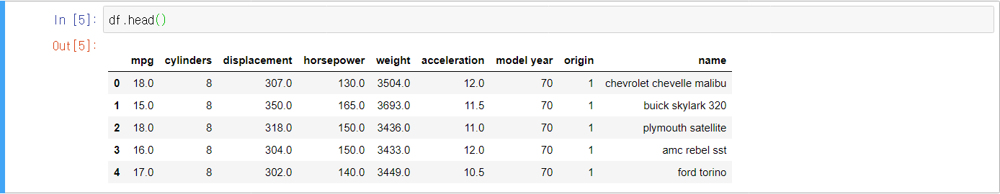 In [5]: df.head()
Out[5]:
mpg cylinders displacement horsepower weight acceleration model year origin name
0 18.0 8 307.0 130.0 3504.0 12.0 70 1 chevrolet chevelle malibu
1 15.0 8 350.0 165.0 3693.0 11.5 70 1 buick skylark 320
2 18.0 8 318.0 150.0 3436.0 11.0 70 1 plymouth satellite
3 16.0 8 304.0 150.0 3433.0 12.0 70 1 amc rebel sst
4 17.0 8 302.0 140.0 3449.0 10.5 70 1 ford torino